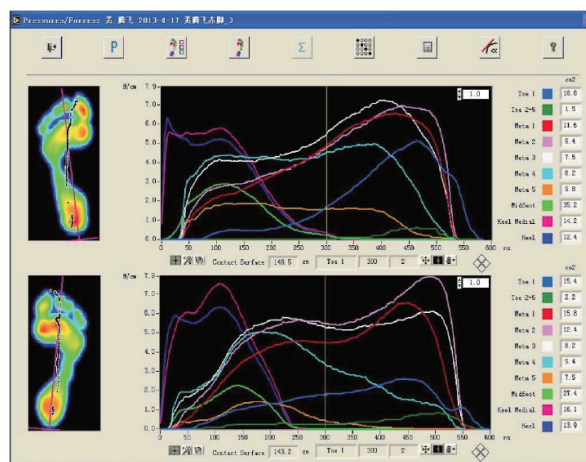 Pressures/Forces: 腾飞 2013-4-17 腾飞赤脚_3
P
Σ
?
N/cm
7.9
7.0
6.0
5.0
4.0
3.0
2.0
1.0
0.0
0 50 100 150 200 250 300 350 400 450 500 550 600
ms
1.0
Contact Surface 148.5 cm Toe 1 300 2
cm2
Toe 1 18.8
Toe 2-5 1.5
Meta 1 11.6
Meta 2 9.4
Meta 3 7.5
Meta 4 8.2
Meta 5 9.8
Midfoot 35.2
Heel Medial 14.2
Heel 12.4
N/cm
7.9
7.0
6.0
5.0
4.0
3.0
2.0
1.0
0.0
0 50 100 150 200 250 300 350 400 450 500 550 600
ms
1.0
Contact Surface 143.2 cm Toe 1 300 2
cm2
Toe 1 15.4
Toe 2-5 2.2
Meta 1 15.8
Meta 2 12.4
Meta 3 8.2
Meta 4 9.4
Meta 5 7.5
Midfoot 37.4
Heel Medial 16.1
Heel 13.9